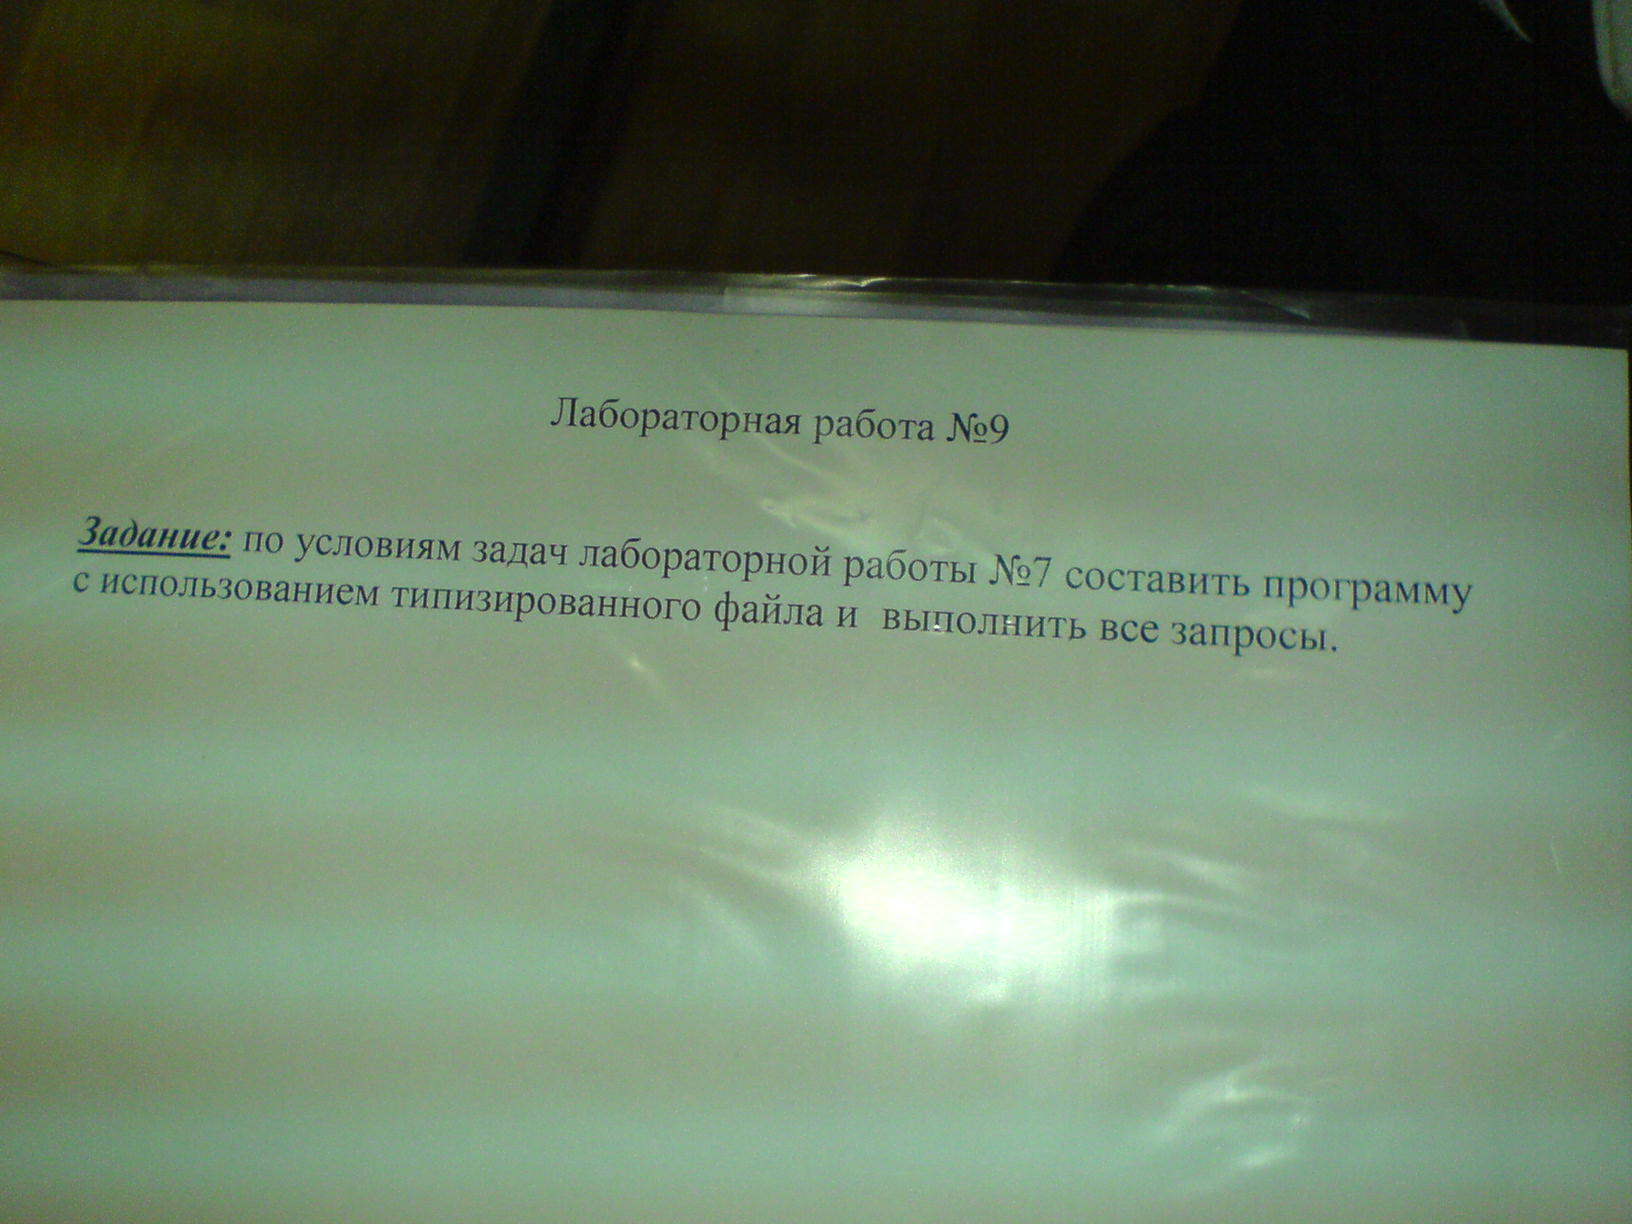 Лабораторная работа №9
Задание: по условиям задач лабораторной работы №7 составить программу
с использованием типизированного файла и выполнить все запросы.